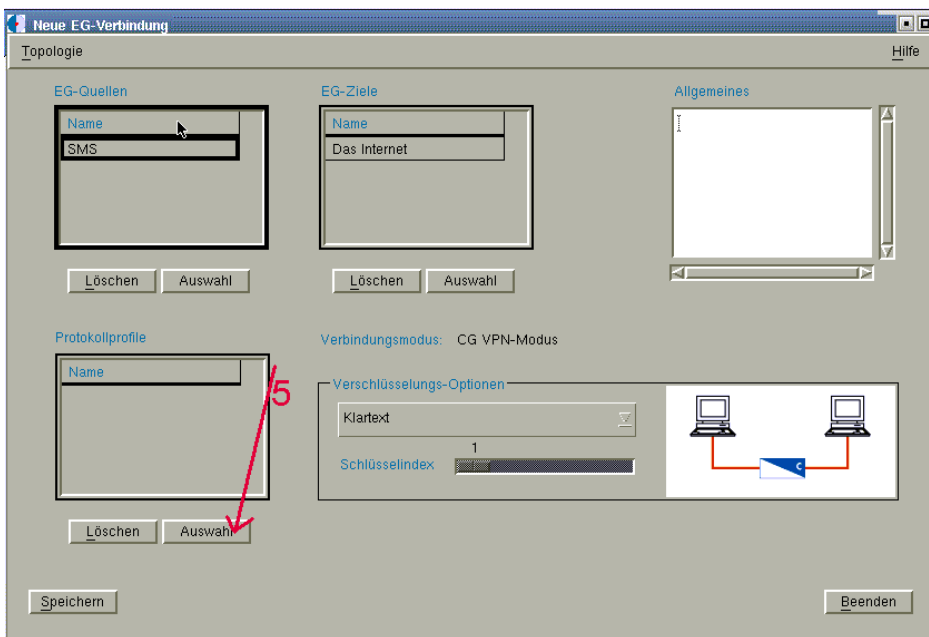 Neue EG-Verbindung
Topologie Hilfe
EG-Quellen EG-Ziele Allgemeines
Name Name
SMS Das Internet
Löschen Auswahl Löschen Auswahl
Protokollprofile Verbindungsmodus: CG VPN-Modus
Name 5 Verschlüsselungs-Optionen
Klartext
1
Schlüsselindex
C
Löschen Auswahl
Speichern Beenden